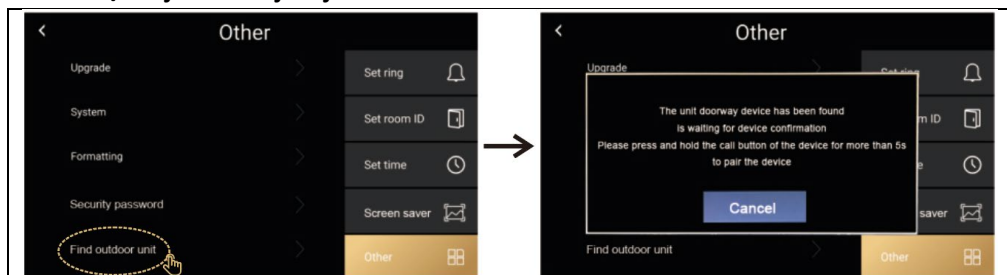 Other
Upgrade
System
Formatting
Security password
Find outdoor unit
Set ring
Set room ID
Set time
Screen saver
Other
Other
Upgrade
The unit doorway device has been found
is waiting for device confirmation
Please press and hold the call button of the device for more than 5s
to pair the device
Cancel
Find outdoor unit
m ID
e
saver
Other